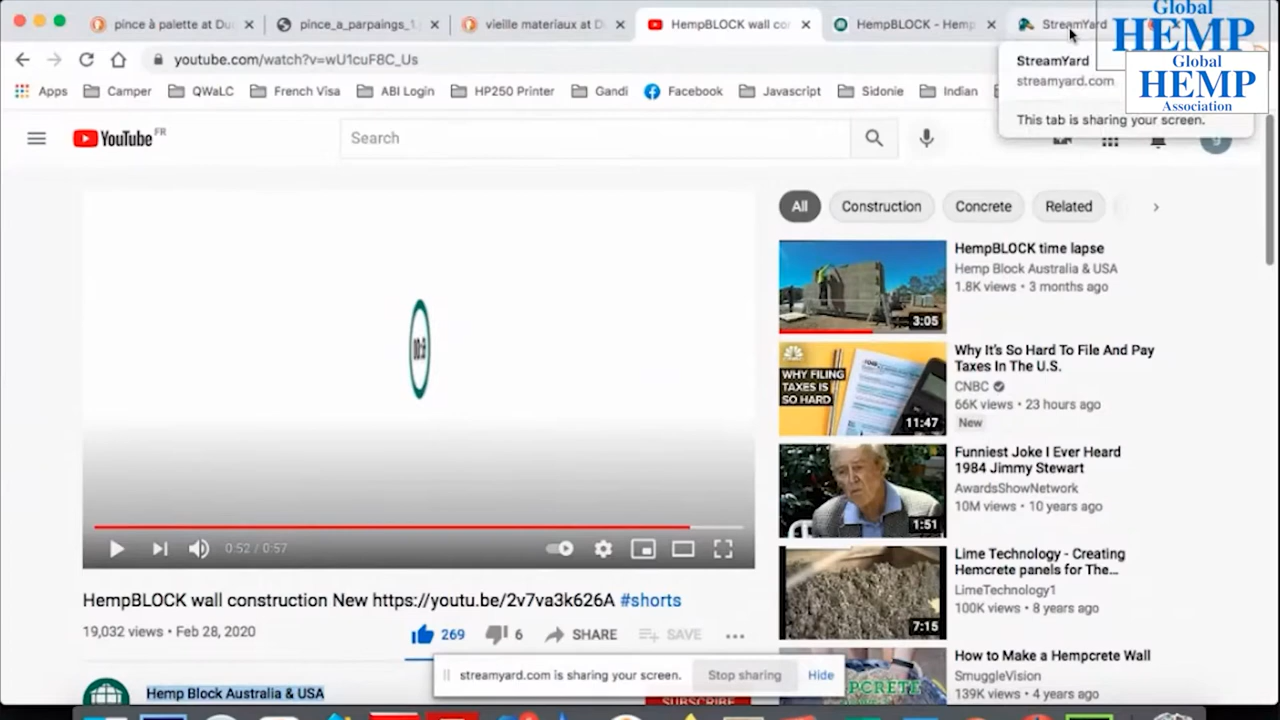 pince à palette at Du
pince_a_parpaings_1
vieille materiaux at D
HempBLOCK wall co
HempBLOCK - Hemp
StreamYard
Global
HEMP
youtube.com/watch?v=wU1cuF8C_Us
StreamYard
streamyard.com
This tab is sharing your screen.
Global
HEMP
Association
Apps
Camper
QWaLC
French Visa
ABLogin
HP250 Printer
Gandi
Facebook
Javascript
Sidonie
Indian
YouTube FR
Search
All
Construction
Concrete
Related
HempBLOCK time lapse
Hemp Block Australia & USA
1.8K views • 3 months ago
3:05
Why It's So Hard To File And Pay
Taxes In The U.S.
CNBC
66K views • 23 hours ago
New
WHY FILING
TAXES IS
SO HARD
11:47
Funniest Joke I Ever Heard
1984 Jimmy Stewart
AwardsShowNetwork
10M views • 10 years ago
1:51
Lime Technology - Creating
Hemcrete panels for The...
LimeTechnology1
100K views • 8 years ago
7:15
How to Make a Hempcrete Wall
SmuggleVision
139K views • 4 years ago
0:52 / 0:57
HempBLOCK wall construction New https://youtu.be/2v7va3k626A #shorts
19,032 views • Feb 28, 2020
269
6
SHARE
SAVE
streamyard.com is sharing your screen.
Stop sharing
Hide
Hemp Block Australia & USA
SUBSCRIBE